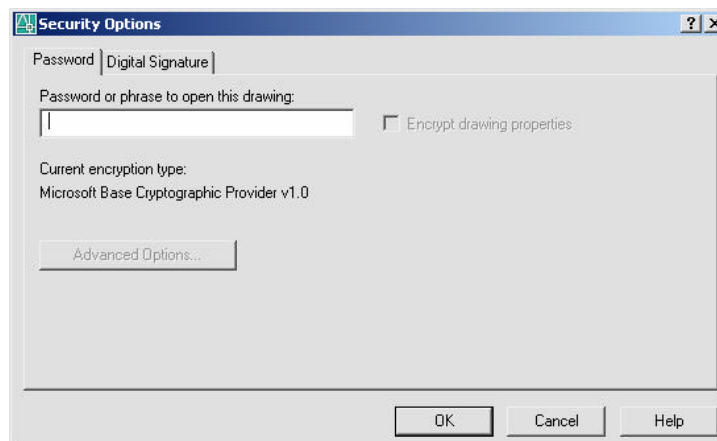 Security Options
Password Digital Signature
Password or phrase to open this drawing:
Encrypt drawing properties
Current encryption type:
Microsoft Base Cryptographic Provider v1.0
Advanced Options...
OK Cancel Help